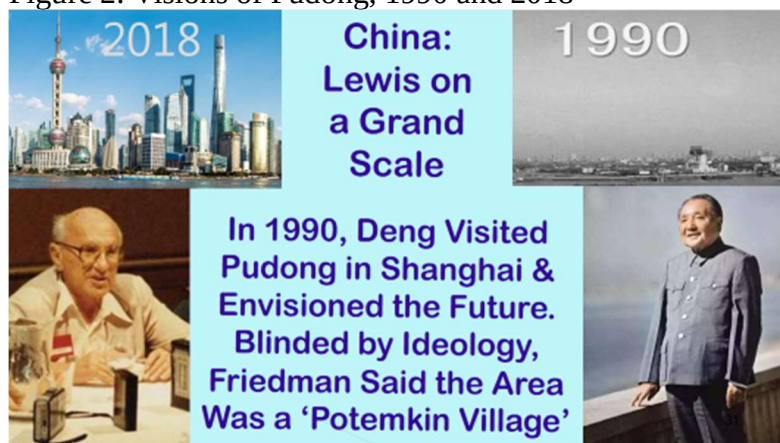 Figure 2: Visions of Pudong, 1990 and 2018
2018
China:
Lewis on
a Grand
Scale
1990
In 1990, Deng Visited
Pudong in Shanghai &
Envisioned the Future.
Blinded by Ideology,
Friedman Said the Area
Was a ‘Potemkin Village’
31